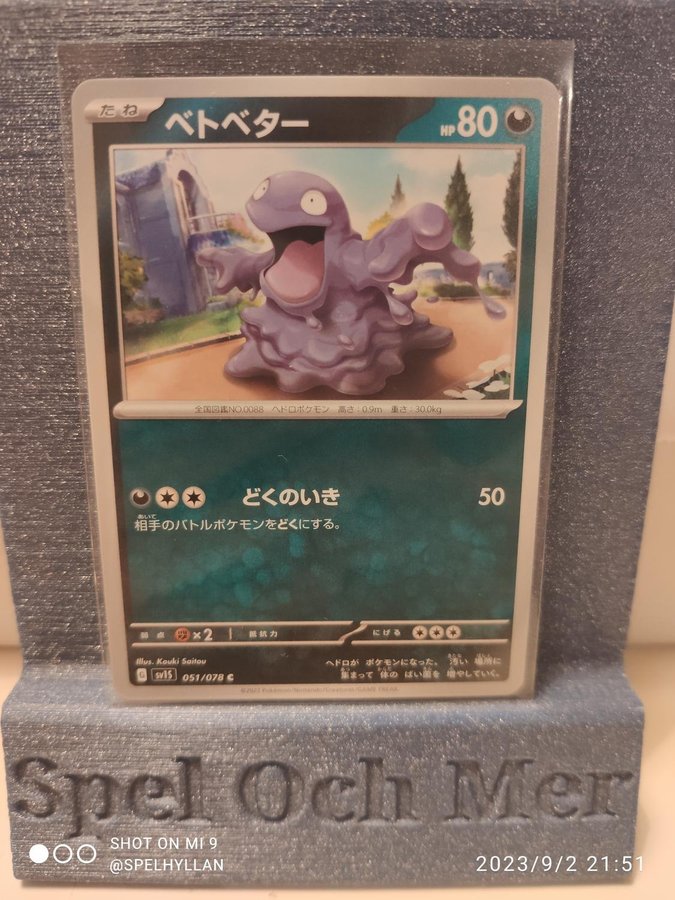 たね
ベトベター
HP80
全国図鑑NO.0088 ヘドロポケモン 高さ:0.9m 重さ:30.0kg
どくのいき 50
相手のバトルポケモンをどくにする。
弱点 ×2 抵抗力 にげる
Illus. Kouki Saitou
ヘドロが ポケモンになった。 汚い 場所に
集まって 体の ばい菌を 増やしていく。
G sv1S 051/078 C
Pokémon/Nintendo/Creatures/GAME FREAK.
Spel Och Mer
SHOT ON MI 9
@SPELHYLLAN
2023/9/2 21:51